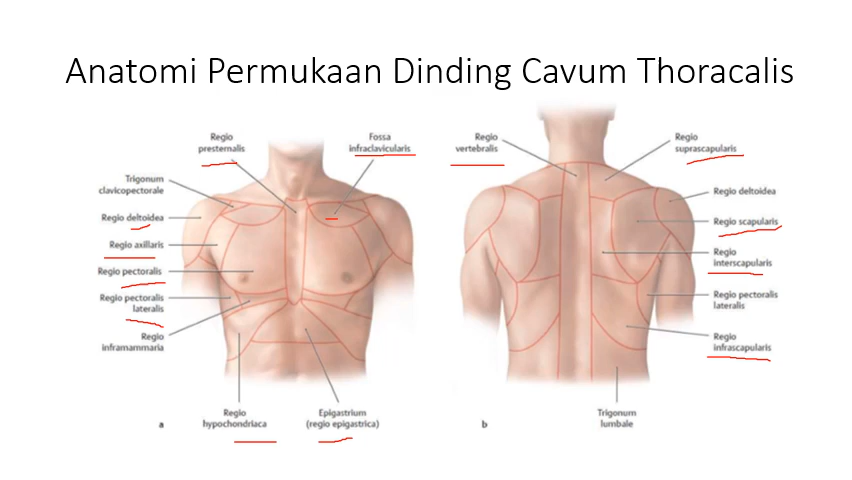 Anatomi Permukaan Dinding Cavum Thoracalis
Regio
presternalis
Fossa
infraclavicularis
Trigonum
clavicopectorale
Regio deltoidea
Regio axillaris
Regio pectoralis
Regio pectoralis
lateralis
Regio
inframammaria
Regio
hypochondriaca
Epigastrium
(regio epigastrica)
a
Regio
vertebralis
Regio
suprascapularis
Regio deltoidea
Regio scapularis
Regio
interscapularis
Regio pectoralis
lateralis
Regio
infrascapularis
Trigonum
lumbale
b